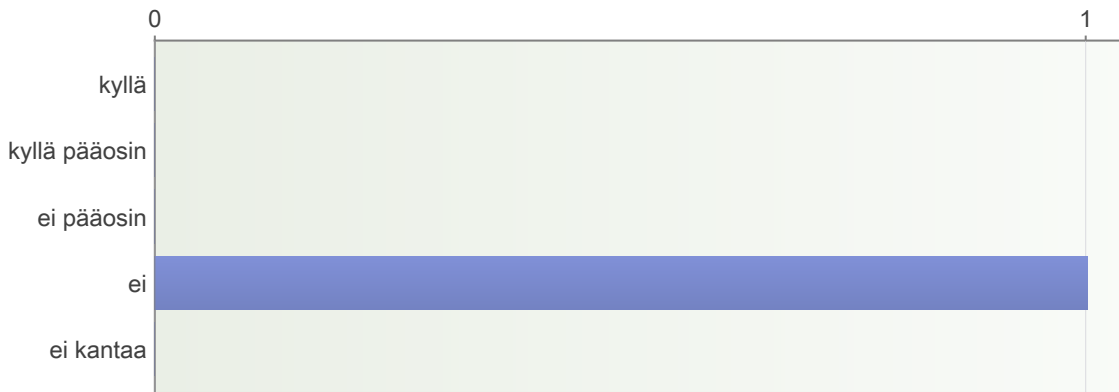 0 1
kyllä
kyllä pääosin
ei pääosin
ei
ei kantaa